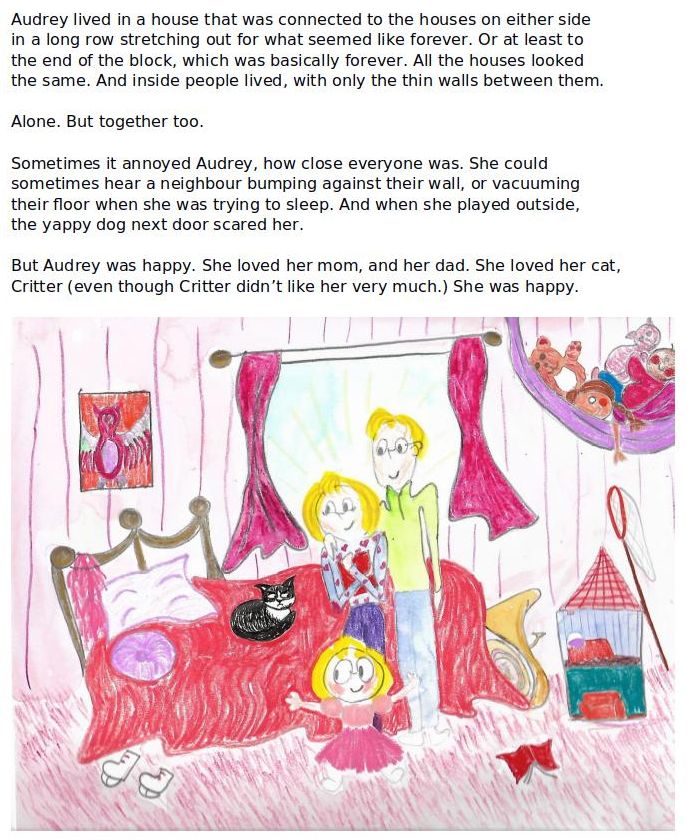 Audrey lived in a house that was connected to the houses on either side
in a long row stretching out for what seemed like forever. Or at least to
the end of the block, which was basically forever. All the houses looked
the same. And inside people lived, with only the thin walls between them.
Alone. But together too.
Sometimes it annoyed Audrey, how close everyone was. She could
sometimes hear a neighbour bumping against their wall, or vacuuming
their floor when she was trying to sleep. And when she played outside,
the yappy dog next door scared her.
But Audrey was happy. She loved her mom, and her dad. She loved her cat,
Critter (even though Critter didn’t like her very much.) She was happy.